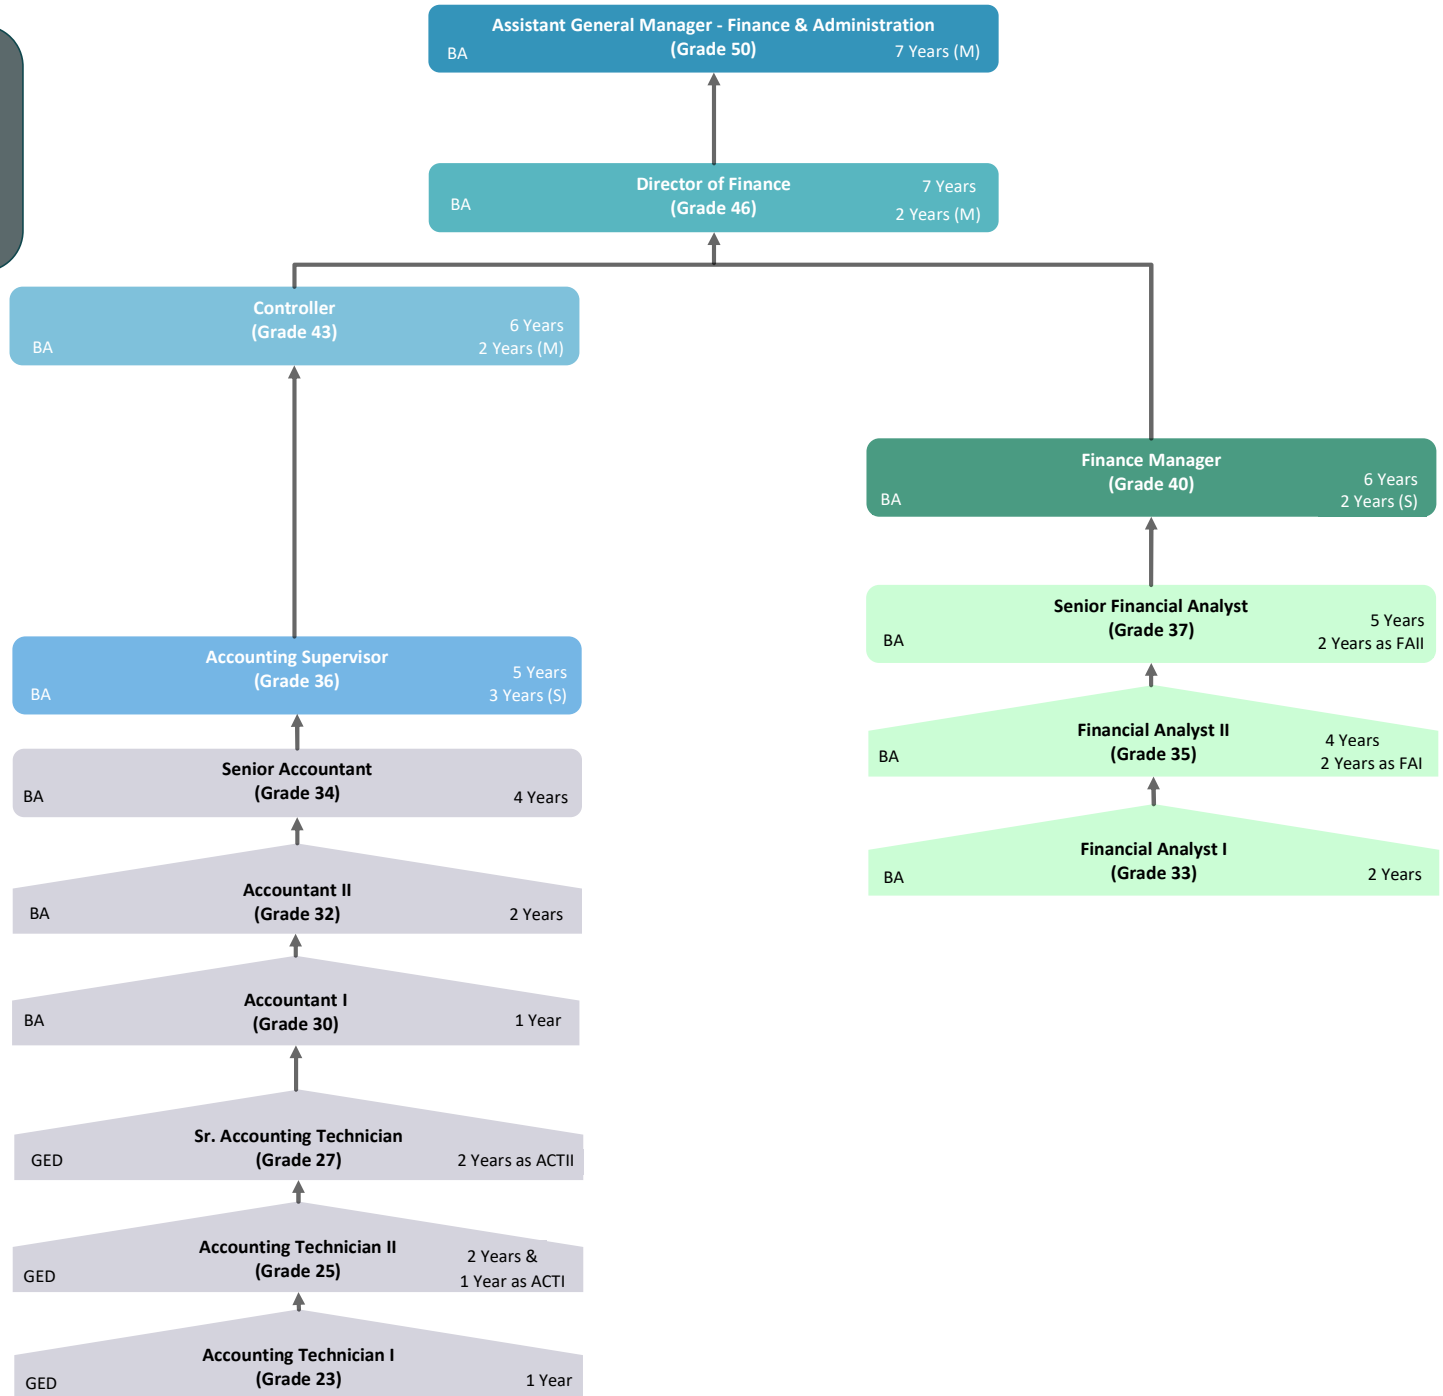 Assistant General Manager - Finance & Administration
(Grade 50)
BA
7 Years (M)
Director of Finance
(Grade 46)
BA
7 Years
2 Years (M)
Controller
(Grade 43)
BA
6 Years
2 Years (M)
Finance Manager
(Grade 40)
BA
6 Years
2 Years (S)
Senior Financial Analyst
(Grade 37)
BA
5 Years
2 Years as FAII
Accounting Supervisor
(Grade 36)
BA
5 Years
3 Years (S)
Financial Analyst II
(Grade 35)
BA
4 Years
2 Years as FAI
Senior Accountant
(Grade 34)
BA
4 Years
Financial Analyst I
(Grade 33)
BA
2 Years
Accountant II
(Grade 32)
BA
2 Years
Accountant I
(Grade 30)
BA
1 Year
Sr. Accounting Technician
(Grade 27)
GED
2 Years as ACTII
Accounting Technician II
(Grade 25)
GED
2 Years &
1 Year as ACTI
Accounting Technician I
(Grade 23)
GED
1 Year